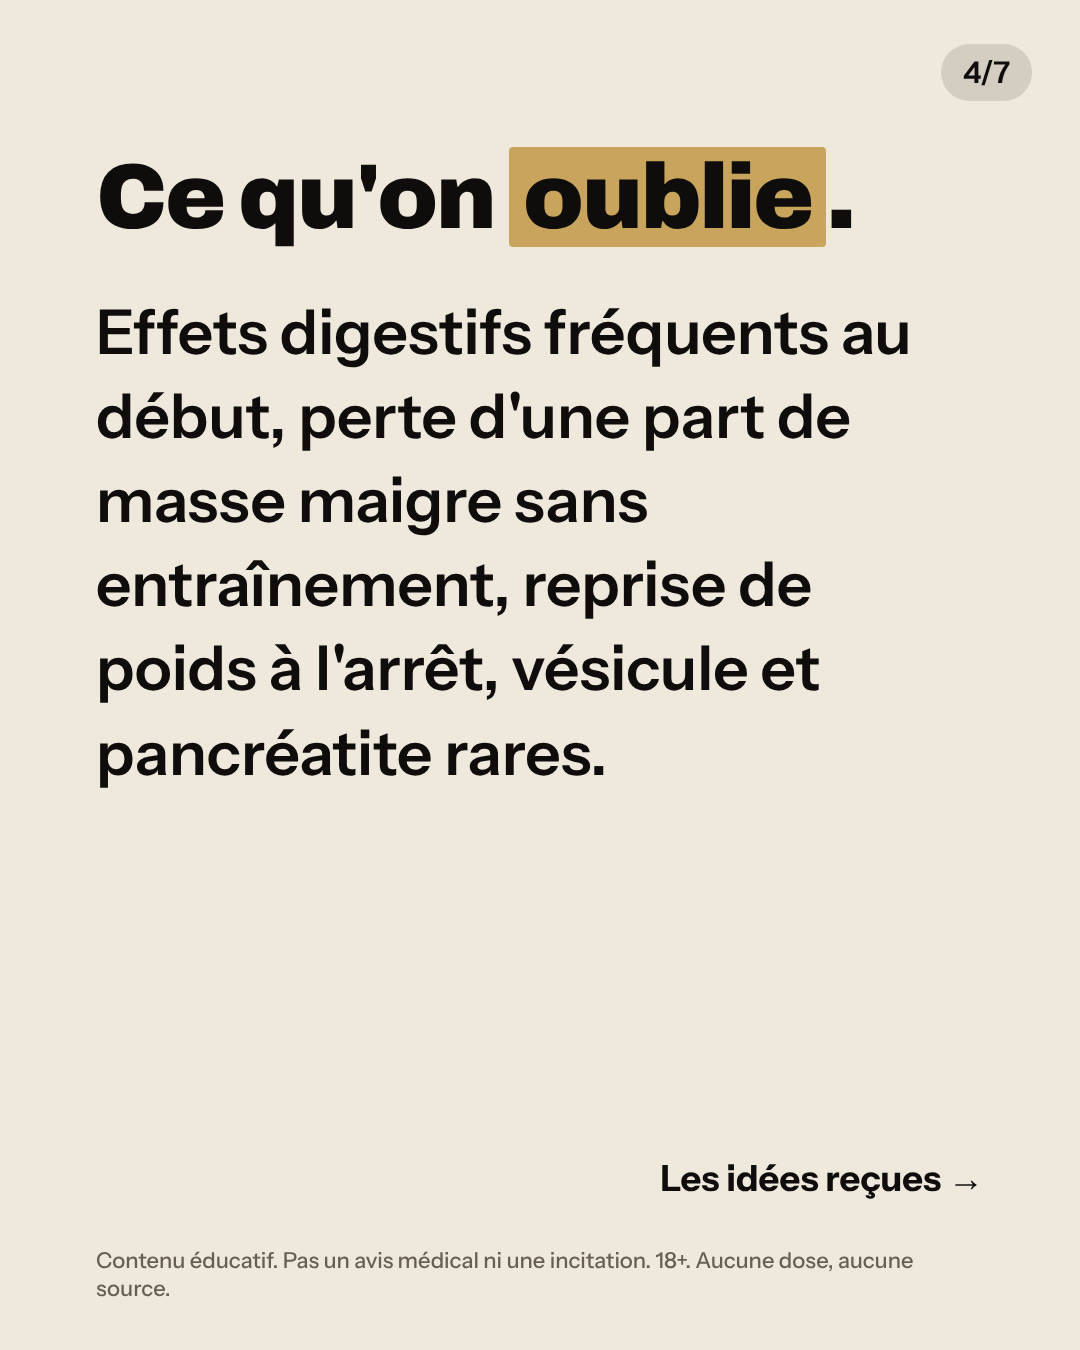 4/7
Ce qu'on oublie.
Effets digestifs fréquents au
début, perte d'une part de
masse maigre sans
entraînement, reprise de
poids à l'arrêt, vésicule et
pancréatite rares.
Les idées reçues →
Contenu éducatif. Pas un avis médical ni une incitation. 18+. Aucune dose, aucune
source.